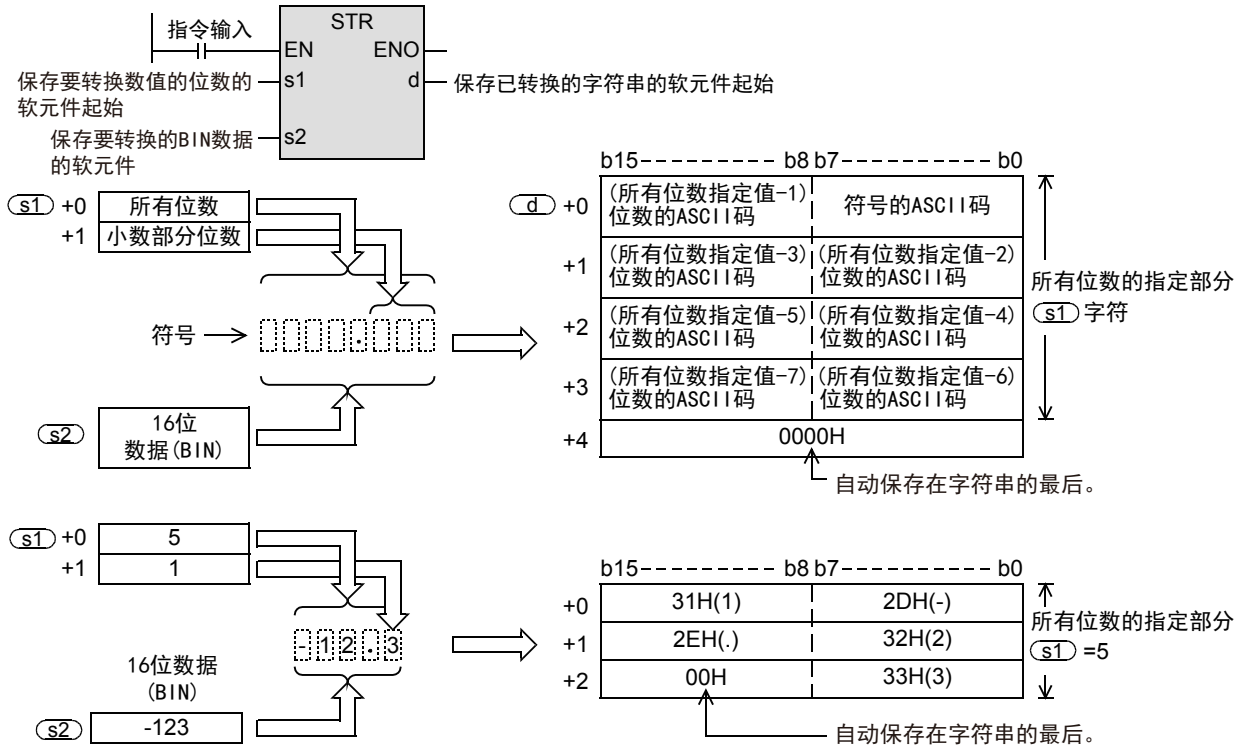 STR
指令输入
EN ENO
保存要转换数值的位数的
软元件起始
s1 d
保存已转换的字符串的软元件起始
保存要转换的BIN数据
的软元件
s2
s1 +0 所有位数
+1 小数部分位数
符号
.
s2
16位
数据(BIN)
b15 b8 b7 b0
d +0
(所有位数指定值-1)
位数的ASCII码
符号的ASCII码
+1
(所有位数指定值-3)
位数的ASCII码
(所有位数指定值-2)
位数的ASCII码
+2
(所有位数指定值-5)
位数的ASCII码
(所有位数指定值-4)
位数的ASCII码
+3
(所有位数指定值-7)
位数的ASCII码
(所有位数指定值-6)
位数的ASCII码
+4 0000H
所有位数的指定部分
s1 字符
自动保存在字符串的最后。
s1 +0 5
+1 1
- 1 2 . 3
16位数据
(BIN)
s2 -123
b15 b8 b7 b0
+0 31H(1) 2DH(-)
+1 2EH(.) 32H(2)
+2 00H 33H(3)
所有位数的指定部分
s1 =5
自动保存在字符串的最后。